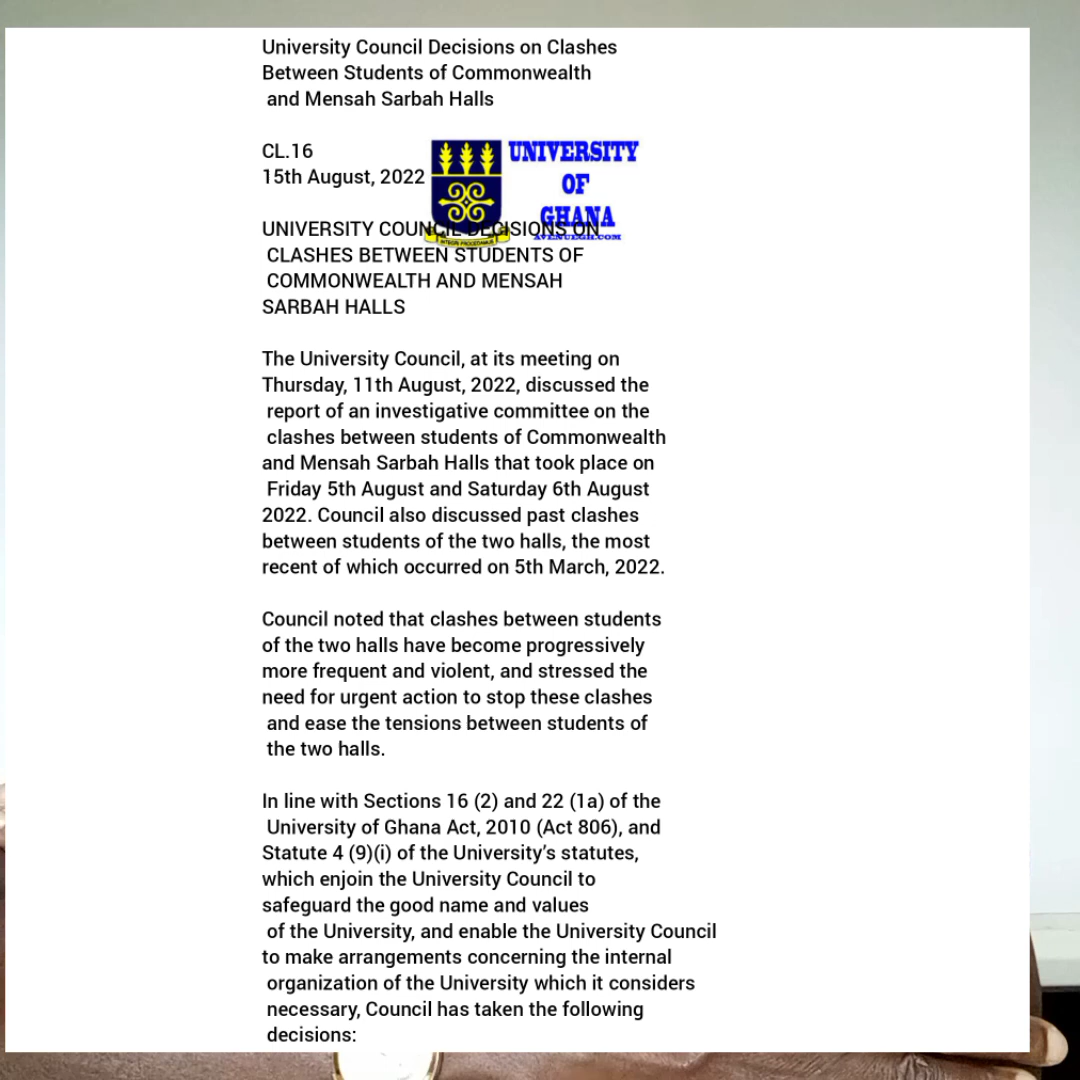 University Council Decisions on Clashes
Between Students of Commonwealth
and Mensah Sarbah Halls
CL.16
15th August, 2022
UNIVERSITY
OF
GHANA
AVENUEGH.COM
INTEGRI PROCEDAMUS
UNIVERSITY COUNCIL DECISIONS ON
CLASHES BETWEEN STUDENTS OF
COMMONWEALTH AND MENSAH
SARBAH HALLS
The University Council, at its meeting on
Thursday, 11th August, 2022, discussed the
report of an investigative committee on the
clashes between students of Commonwealth
and Mensah Sarbah Halls that took place on
Friday 5th August and Saturday 6th August
2022. Council also discussed past clashes
between students of the two halls, the most
recent of which occurred on 5th March, 2022.
Council noted that clashes between students
of the two halls have become progressively
more frequent and violent, and stressed the
need for urgent action to stop these clashes
and ease the tensions between students of
the two halls.
In line with Sections 16 (2) and 22 (1a) of the
University of Ghana Act, 2010 (Act 806), and
Statute 4 (9)(i) of the University’s statutes,
which enjoin the University Council to
safeguard the good name and values
of the University, and enable the University Council
to make arrangements concerning the internal
organization of the University which it considers
necessary, Council has taken the following
decisions: